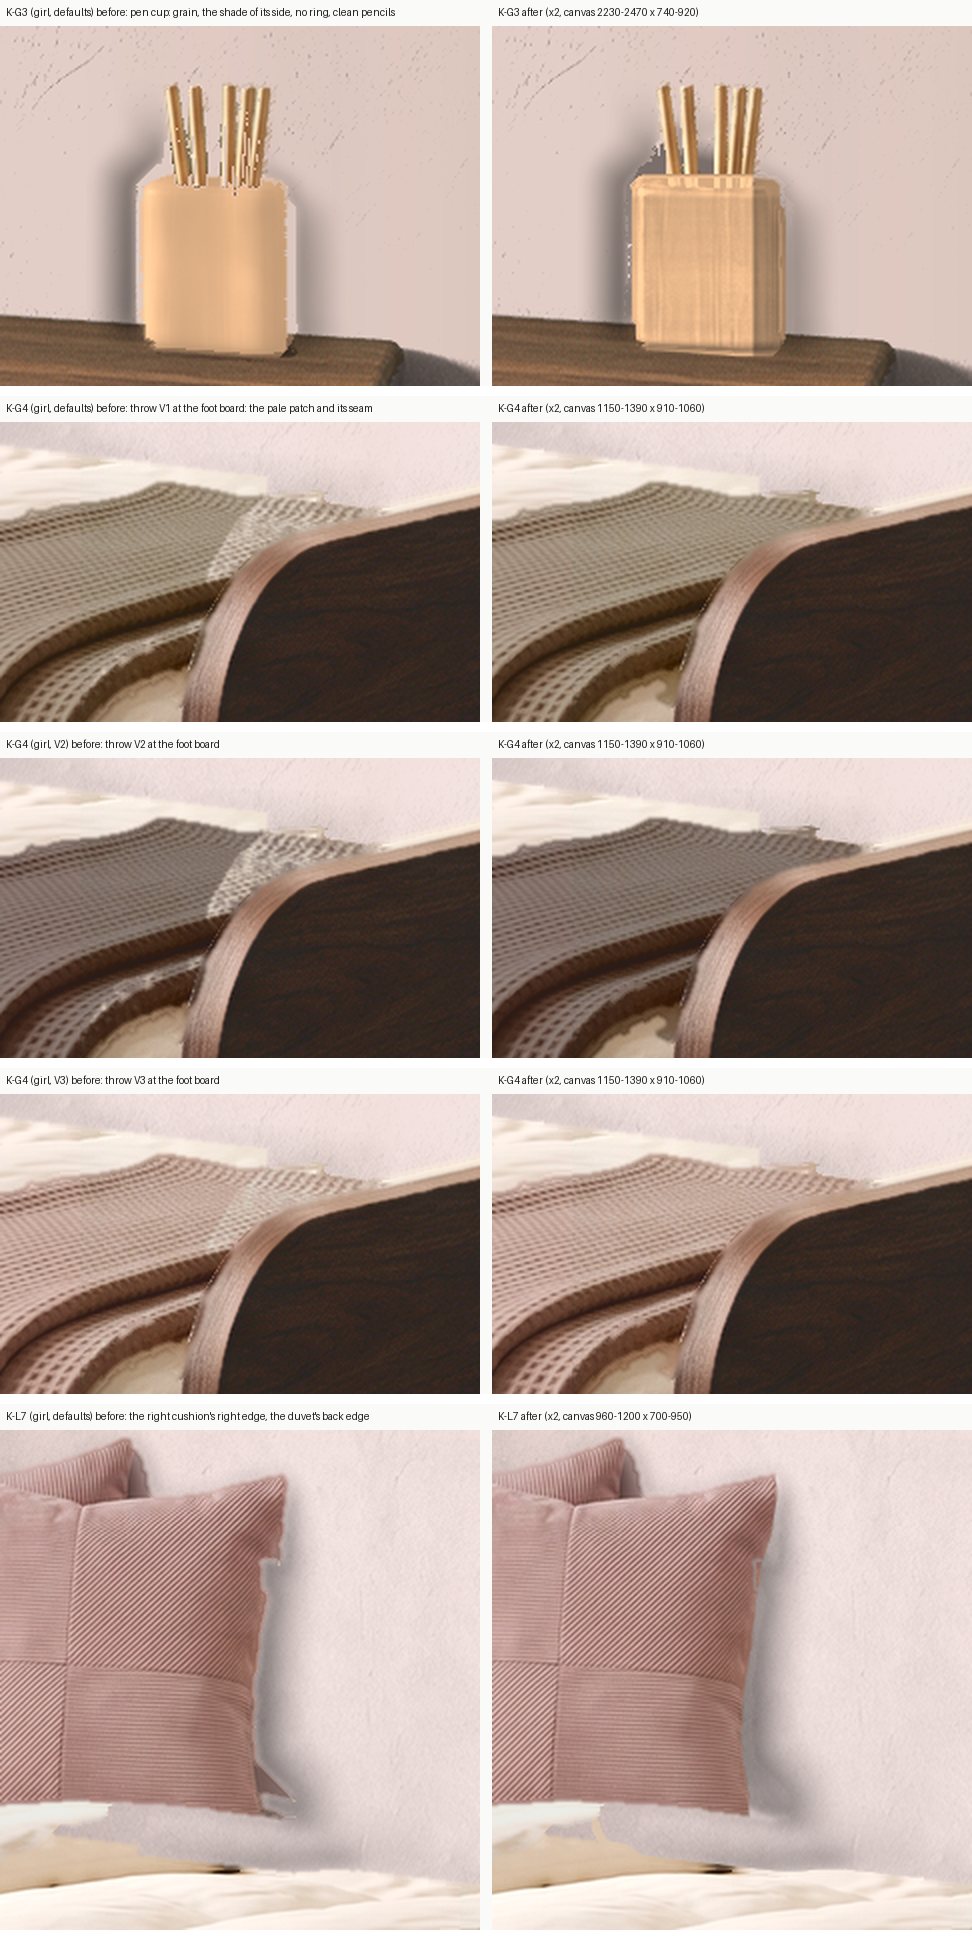 K-G3 (girl, defaults) before: pen cup: grain, the shade of its side, no ring, clean pencils
K-G3 after (x2, canvas 2230-2470 x 740-920)
K-G4 (girl, defaults) before: throw V1 at the foot board: the pale patch and its seam
K-G4 after (x2, canvas 1150-1390 x 910-1060)
K-G4 (girl, V2) before: throw V2 at the foot board
K-G4 after (x2, canvas 1150-1390 x 910-1060)
K-G4 (girl, V3) before: throw V3 at the foot board
K-G4 after (x2, canvas 1150-1390 x 910-1060)
K-L7 (girl, defaults) before: the right cushion's right edge, the duvet's back edge
K-L7 after (x2, canvas 960-1200 x 700-950)